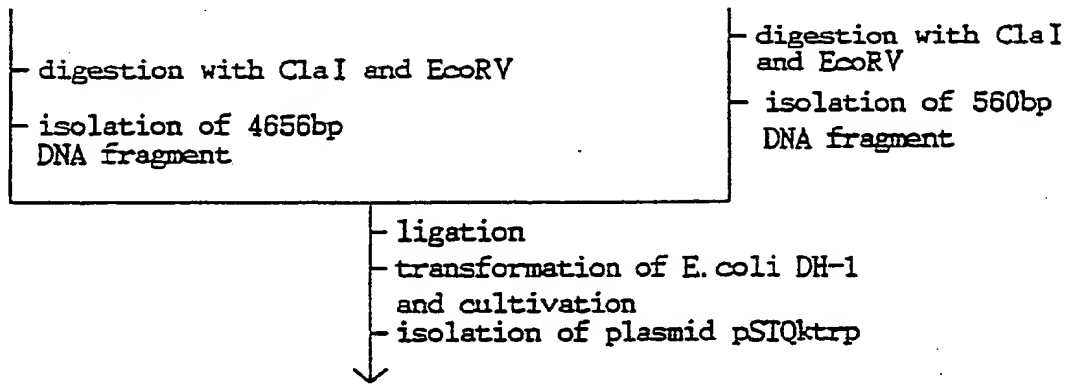 digestion with ClaI and EcoRV
isolation of 4656bp
DNA fragment
digestion with ClaI
and EcoRV
isolation of 560bp
DNA fragment
ligation
transformation of E.coli DH-1
and cultivation
isolation of plasmid pSTQktrp